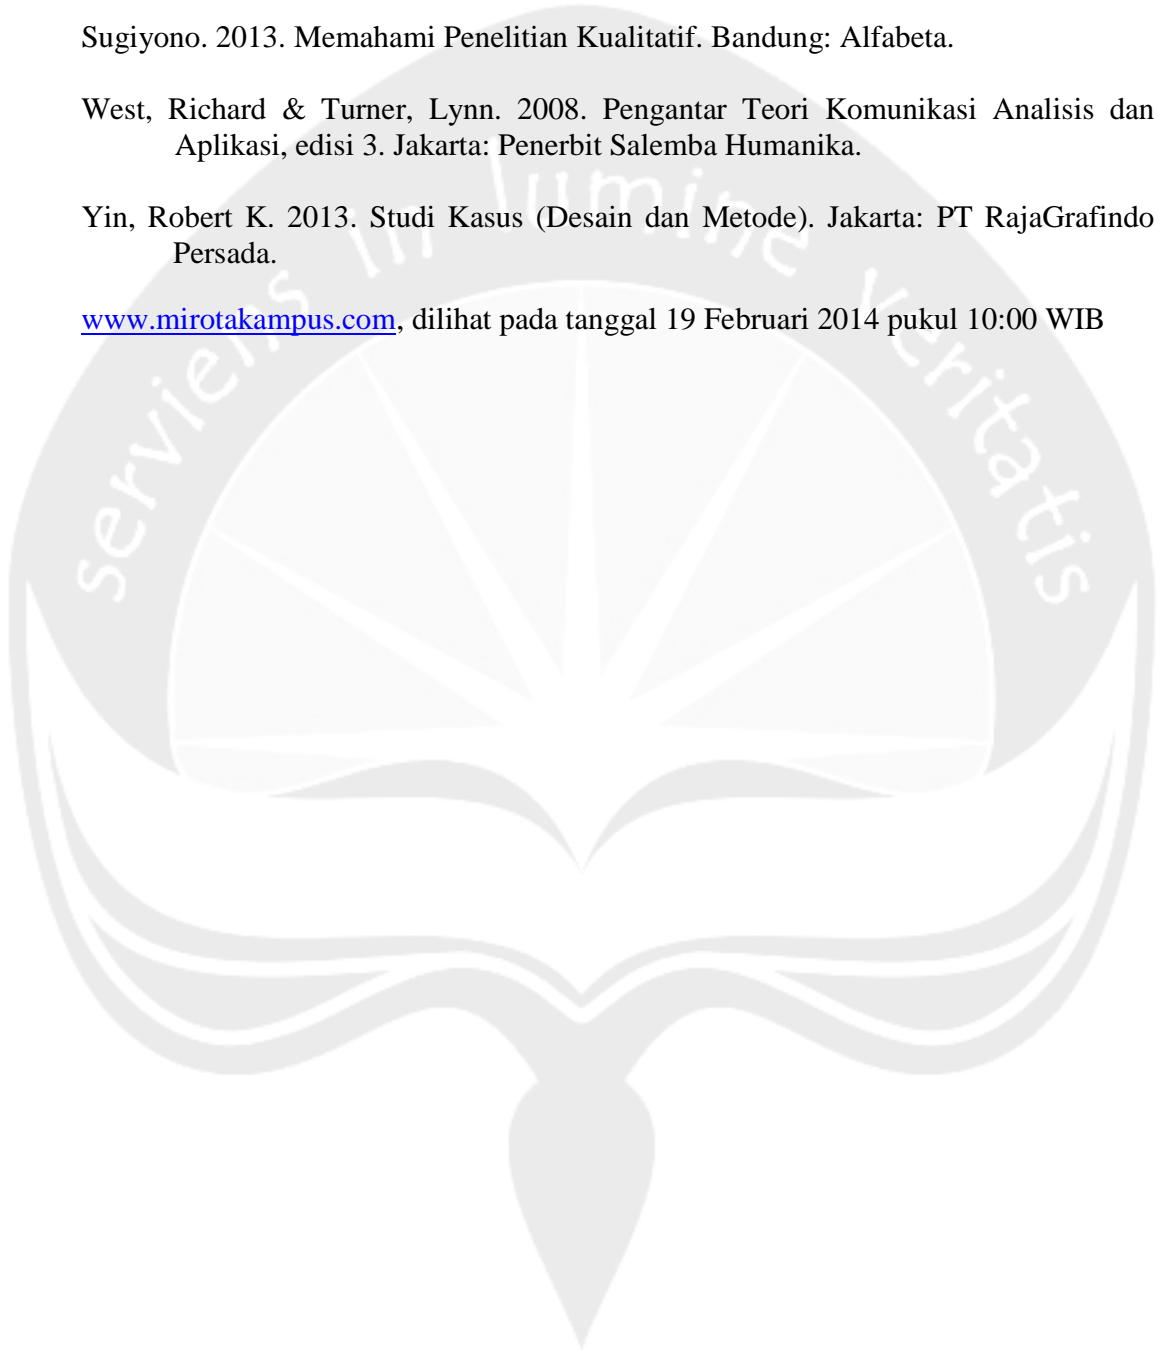 Sugiyono. 2013. Memahami Penelitian Kualitatif. Bandung: Alfabeta.
West, Richard & Turner, Lynn. 2008. Pengantar Teori Komunikasi Analisis dan
Aplikasi, edisi 3. Jakarta: Penerbit Salemba Humanika.
Yin, Robert K. 2013. Studi Kasus (Desain dan Metode). Jakarta: PT RajaGrafindo
Persada.
www.mirotakampus.com, dilihat pada tanggal 19 Februari 2014 pukul 10:00 WIB
serviens in lumine veritatis